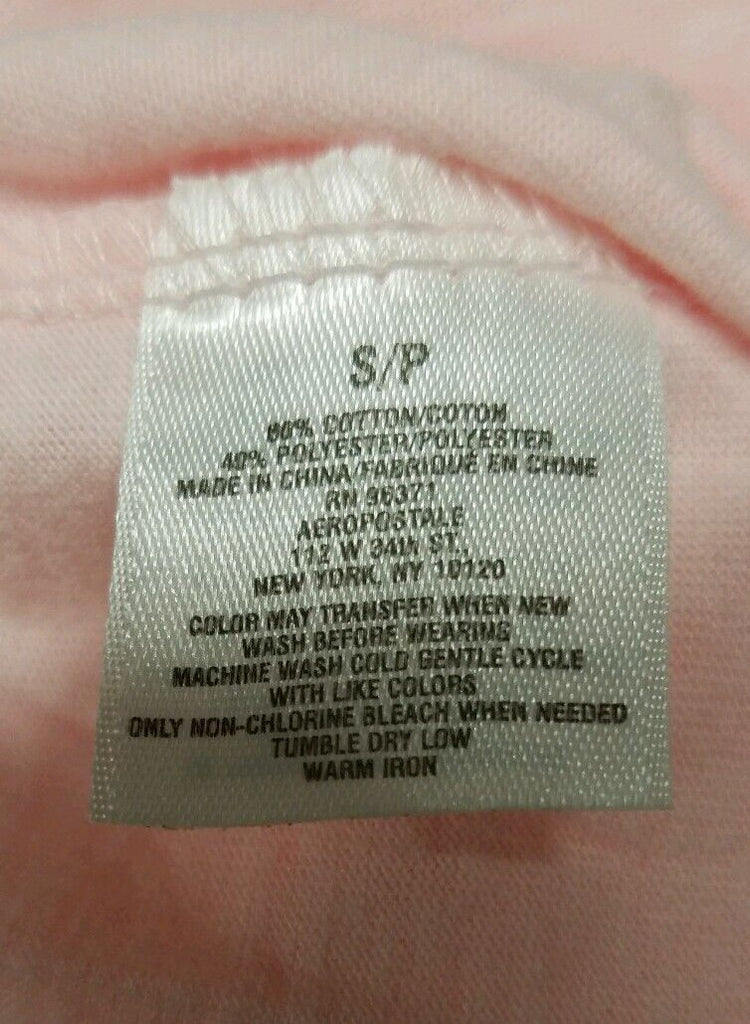 S/P
60% COTTON/COTON
40% POLYESTER/POLYESTER
MADE IN CHINA/FABRIQUÉ EN CHINE
RN 96371
AEROPOSTALE
112 W 34th ST.,
NEW YORK, NY 10120
COLOR MAY TRANSFER WHEN NEW
WASH BEFORE WEARING
MACHINE WASH COLD GENTLE CYCLE
WITH LIKE COLORS
ONLY NON-CHLORINE BLEACH WHEN NEEDED
TUMBLE DRY LOW
WARM IRON